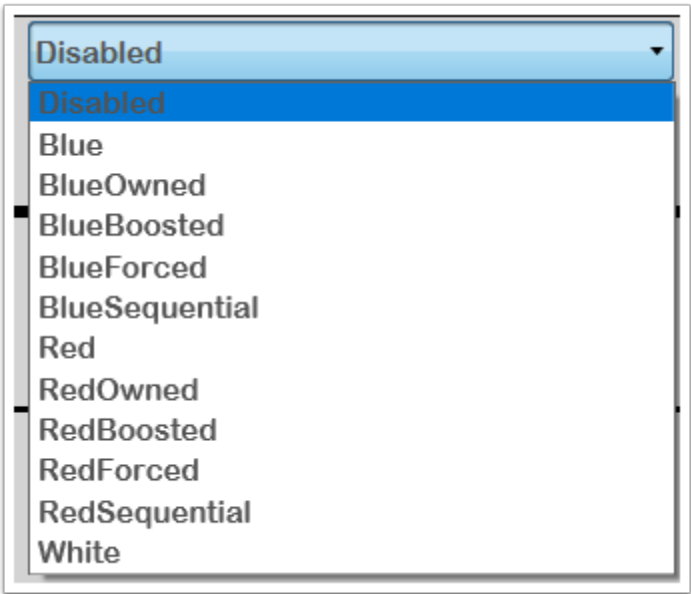 Disabled
Disabled
Blue
BlueOwned
BlueBoosted
BlueForced
BlueSequential
Red
RedOwned
RedBoosted
RedForced
RedSequential
White